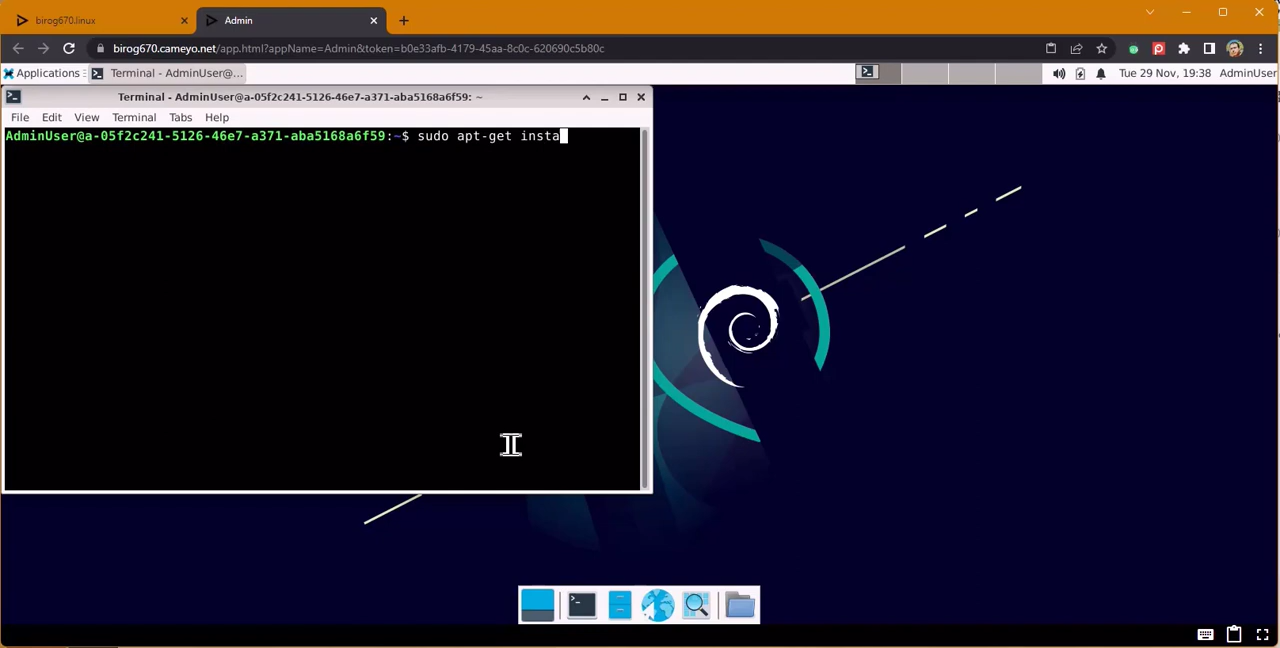 birog670.linux
Admin
birog670.cameyo.net/app.html?appName=Admin&token=b0e33afb-4179-45aa-8c0c-620690c5b80c
Applications
Terminal - AdminUser@...
Tue 29 Nov, 19:38
AdminUser
Terminal - AdminUser@a-05f2c241-5126-46e7-a371-aba5168a6f59: ~
File Edit View Terminal Tabs Help
AdminUser@a-05f2c241-5126-46e7-a371-aba5168a6f59:~$ sudo apt-get insta